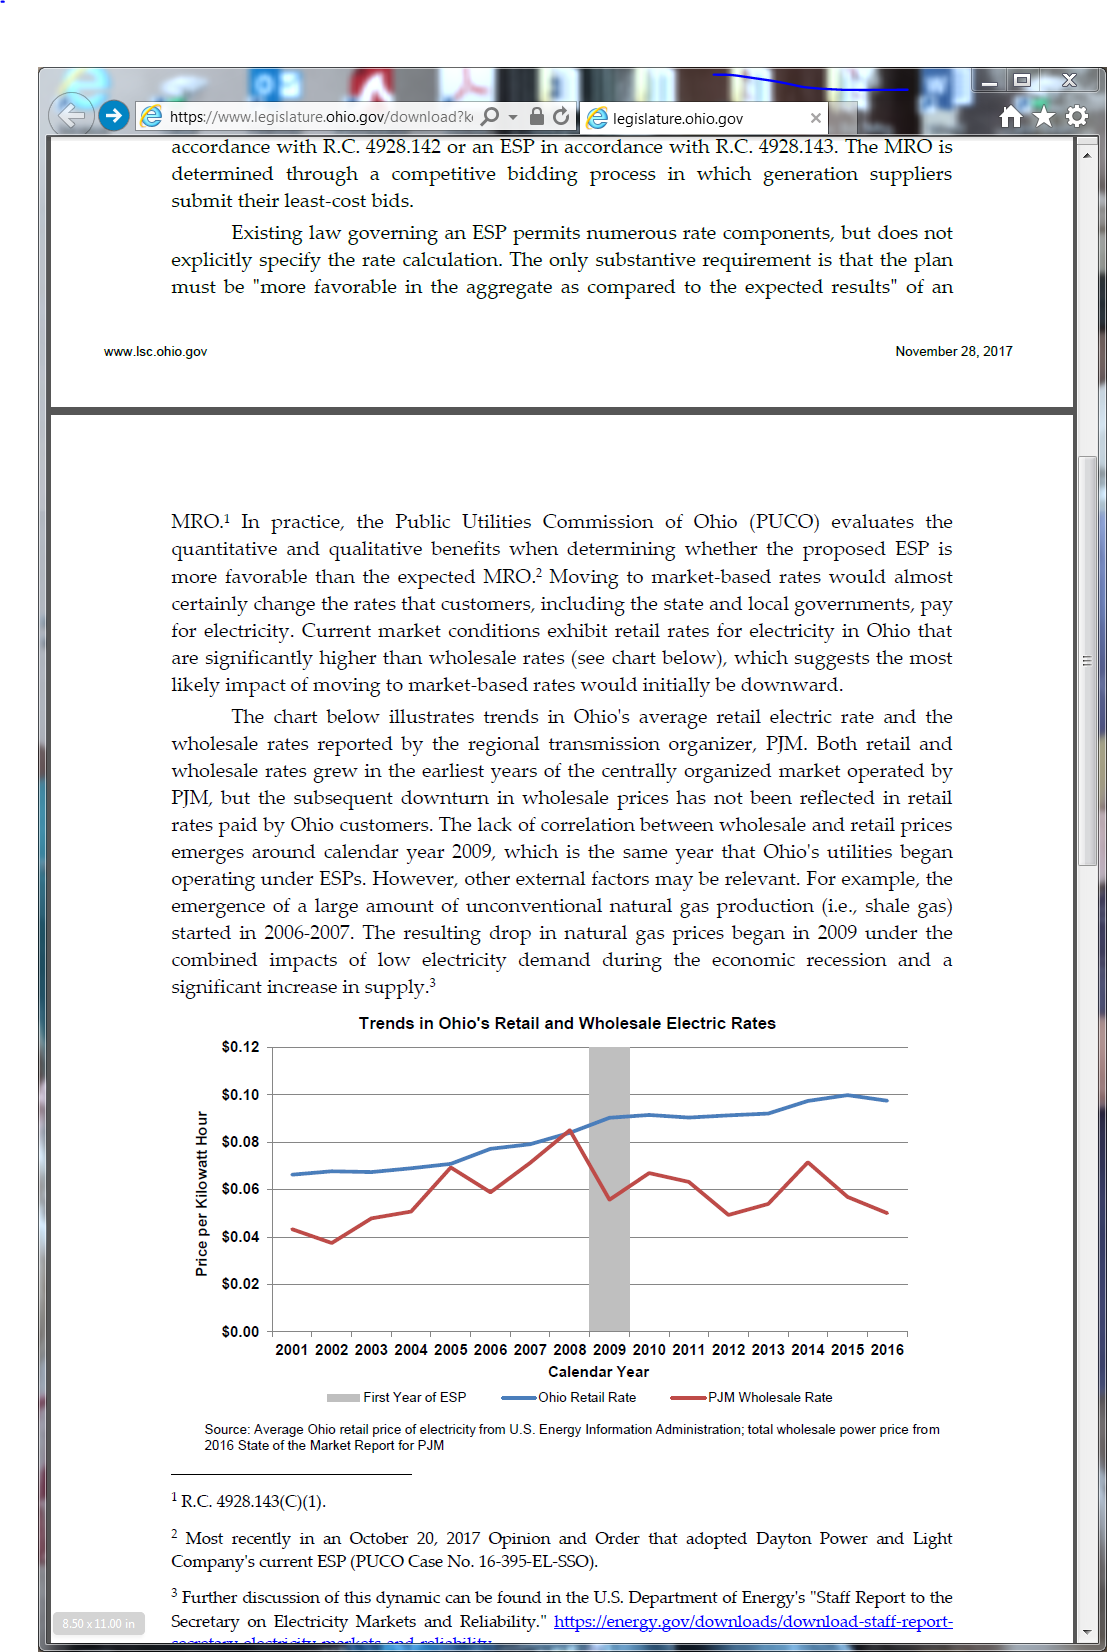 https://www.legislature.ohio.gov/download?k
legislature.ohio.gov
accordance with R.C. 4928.142 or an ESP in accordance with R.C. 4928.143. The MRO is
determined through a competitive bidding process in which generation suppliers
submit their least-cost bids.
Existing law governing an ESP permits numerous rate components, but does not
explicitly specify the rate calculation. The only substantive requirement is that the plan
must be "more favorable in the aggregate as compared to the expected results" of an
www.lsc.ohio.gov November 28, 2017
MRO.¹ In practice, the Public Utilities Commission of Ohio (PUCO) evaluates the
quantitative and qualitative benefits when determining whether the proposed ESP is
more favorable than the expected MRO.² Moving to market-based rates would almost
certainly change the rates that customers, including the state and local governments, pay
for electricity. Current market conditions exhibit retail rates for electricity in Ohio that
are significantly higher than wholesale rates (see chart below), which suggests the most
likely impact of moving to market-based rates would initially be downward.
The chart below illustrates trends in Ohio's average retail electric rate and the
wholesale rates reported by the regional transmission organizer, PJM. Both retail and
wholesale rates grew in the earliest years of the centrally organized market operated by
PJM, but the subsequent downturn in wholesale prices has not been reflected in retail
rates paid by Ohio customers. The lack of correlation between wholesale and retail prices
emerges around calendar year 2009, which is the same year that Ohio's utilities began
operating under ESPs. However, other external factors may be relevant. For example, the
emergence of a large amount of unconventional natural gas production (i.e., shale gas)
started in 2006-2007. The resulting drop in natural gas prices began in 2009 under the
combined impacts of low electricity demand during the economic recession and a
significant increase in supply.³
Trends in Ohio's Retail and Wholesale Electric Rates
Price per Kilowatt Hour
$0.12
$0.10
$0.08
$0.06
$0.04
$0.02
$0.00
2001 2002 2003 2004 2005 2006 2007 2008 2009 2010 2011 2012 2013 2014 2015 2016
Calendar Year
First Year of ESP Ohio Retail Rate PJM Wholesale Rate
Source: Average Ohio retail price of electricity from U.S. Energy Information Administration; total wholesale power price from
2016 State of the Market Report for PJM
¹ R.C. 4928.143(C)(1).
² Most recently in an October 20, 2017 Opinion and Order that adopted Dayton Power and Light
Company's current ESP (PUCO Case No. 16-395-EL-SSO).
³ Further discussion of this dynamic can be found in the U.S. Department of Energy's "Staff Report to the
Secretary on Electricity Markets and Reliability." https://energy.gov/downloads/download-staff-report-
secretary-electricity-markets-and-reliability
8.50 x 11.00 in